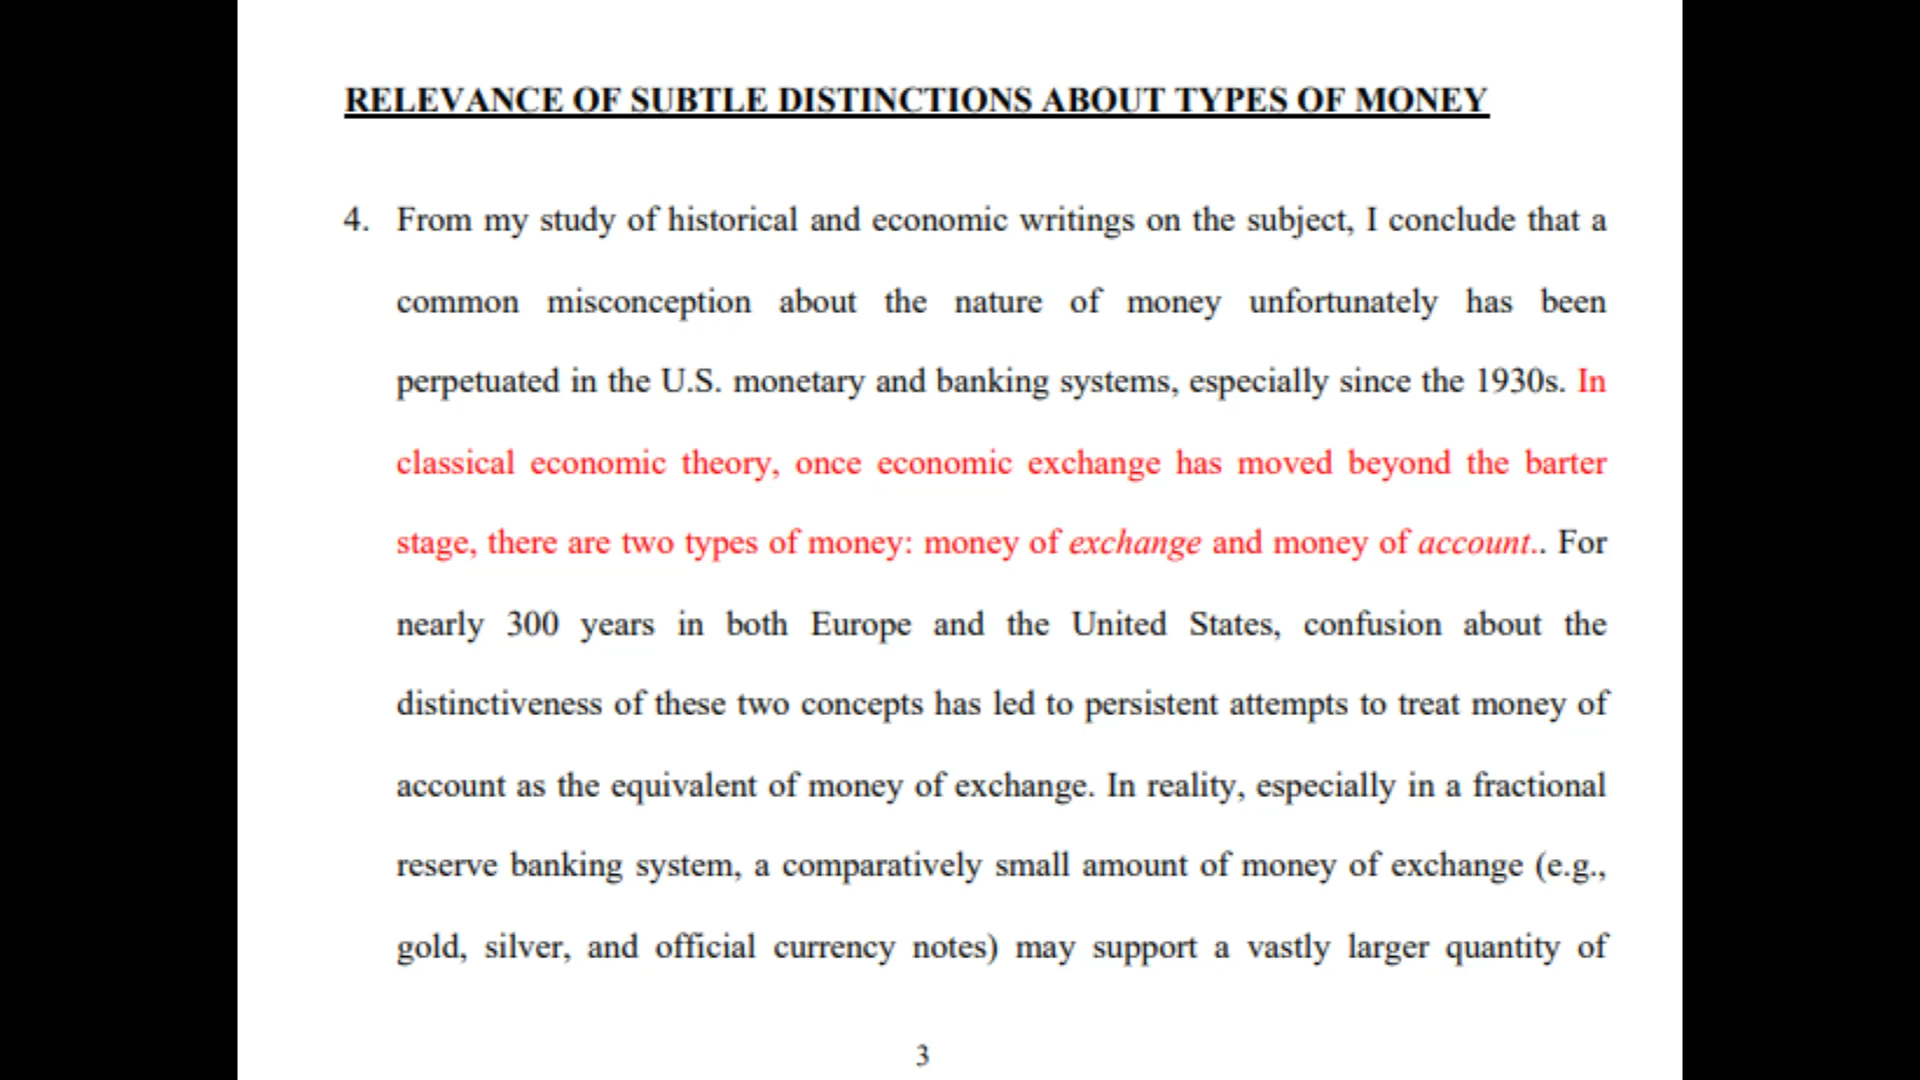 RELEVANCE OF SUBTLE DISTINCTIONS ABOUT TYPES OF MONEY
4. From my study of historical and economic writings on the subject, I conclude that a
common misconception about the nature of money unfortunately has been
perpetuated in the U.S. monetary and banking systems, especially since the 1930s. In
classical economic theory, once economic exchange has moved beyond the barter
stage, there are two types of money: money of exchange and money of account.. For
nearly 300 years in both Europe and the United States, confusion about the
distinctiveness of these two concepts has led to persistent attempts to treat money of
account as the equivalent of money of exchange. In reality, especially in a fractional
reserve banking system, a comparatively small amount of money of exchange (e.g.,
gold, silver, and official currency notes) may support a vastly larger quantity of
3